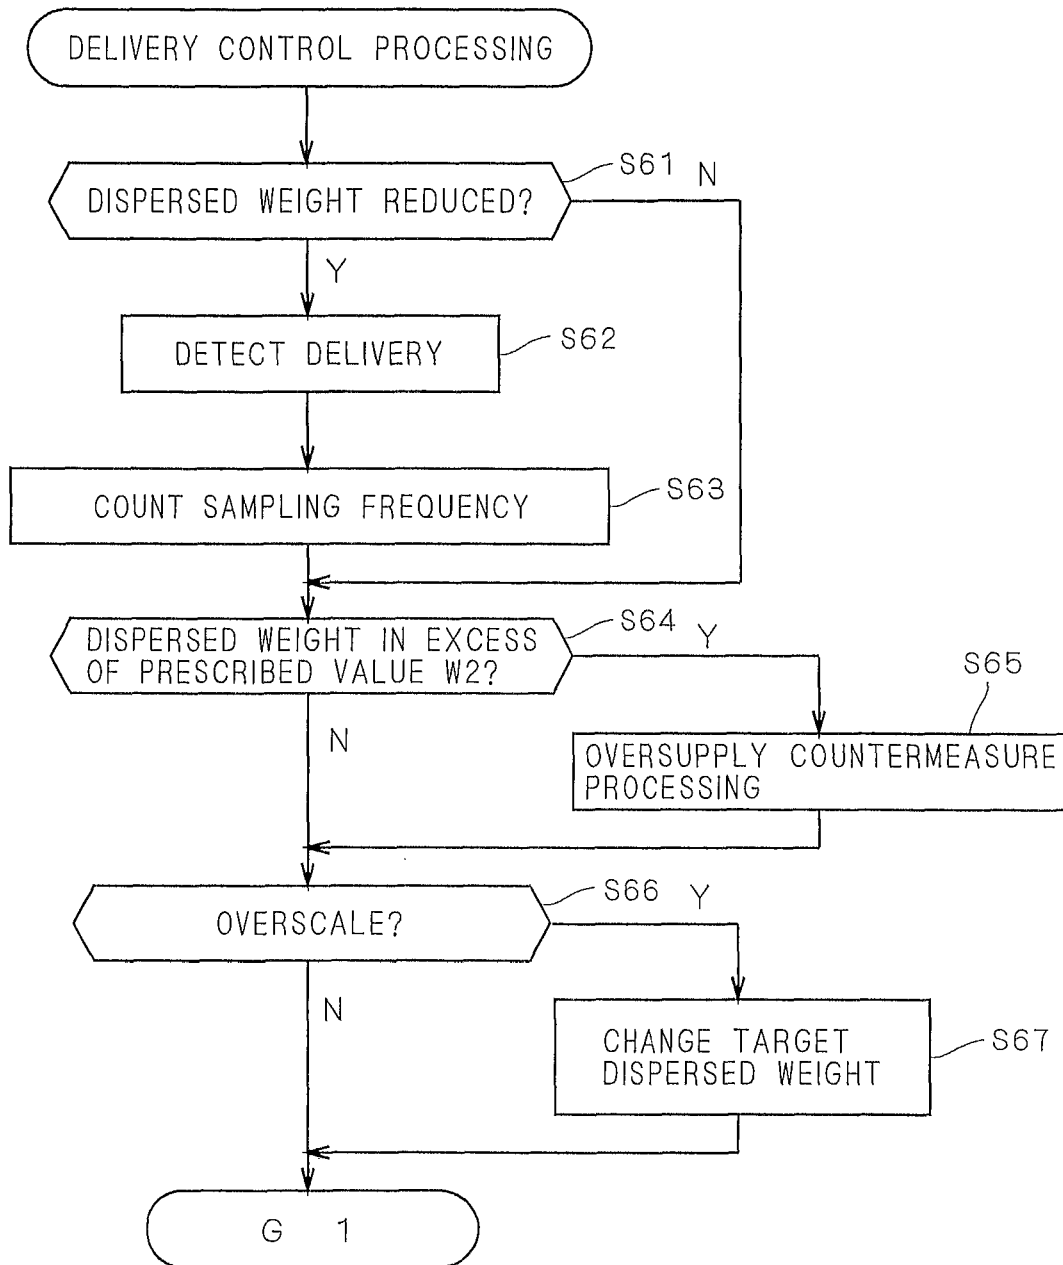 DELIVERY CONTROL PROCESSING
S61
N
DISPERSED WEIGHT REDUCED?
Y
S62
DETECT DELIVERY
S63
COUNT SAMPLING FREQUENCY
S64
Y
DISPERSED WEIGHT IN EXCESS
OF PRESCRIBED VALUE W2?
S65
N
OVERSUPPLY COUNTERMEASURE
PROCESSING
S66
Y
OVERSCALE?
N
S67
CHANGE TARGET
DISPERSED WEIGHT
G 1